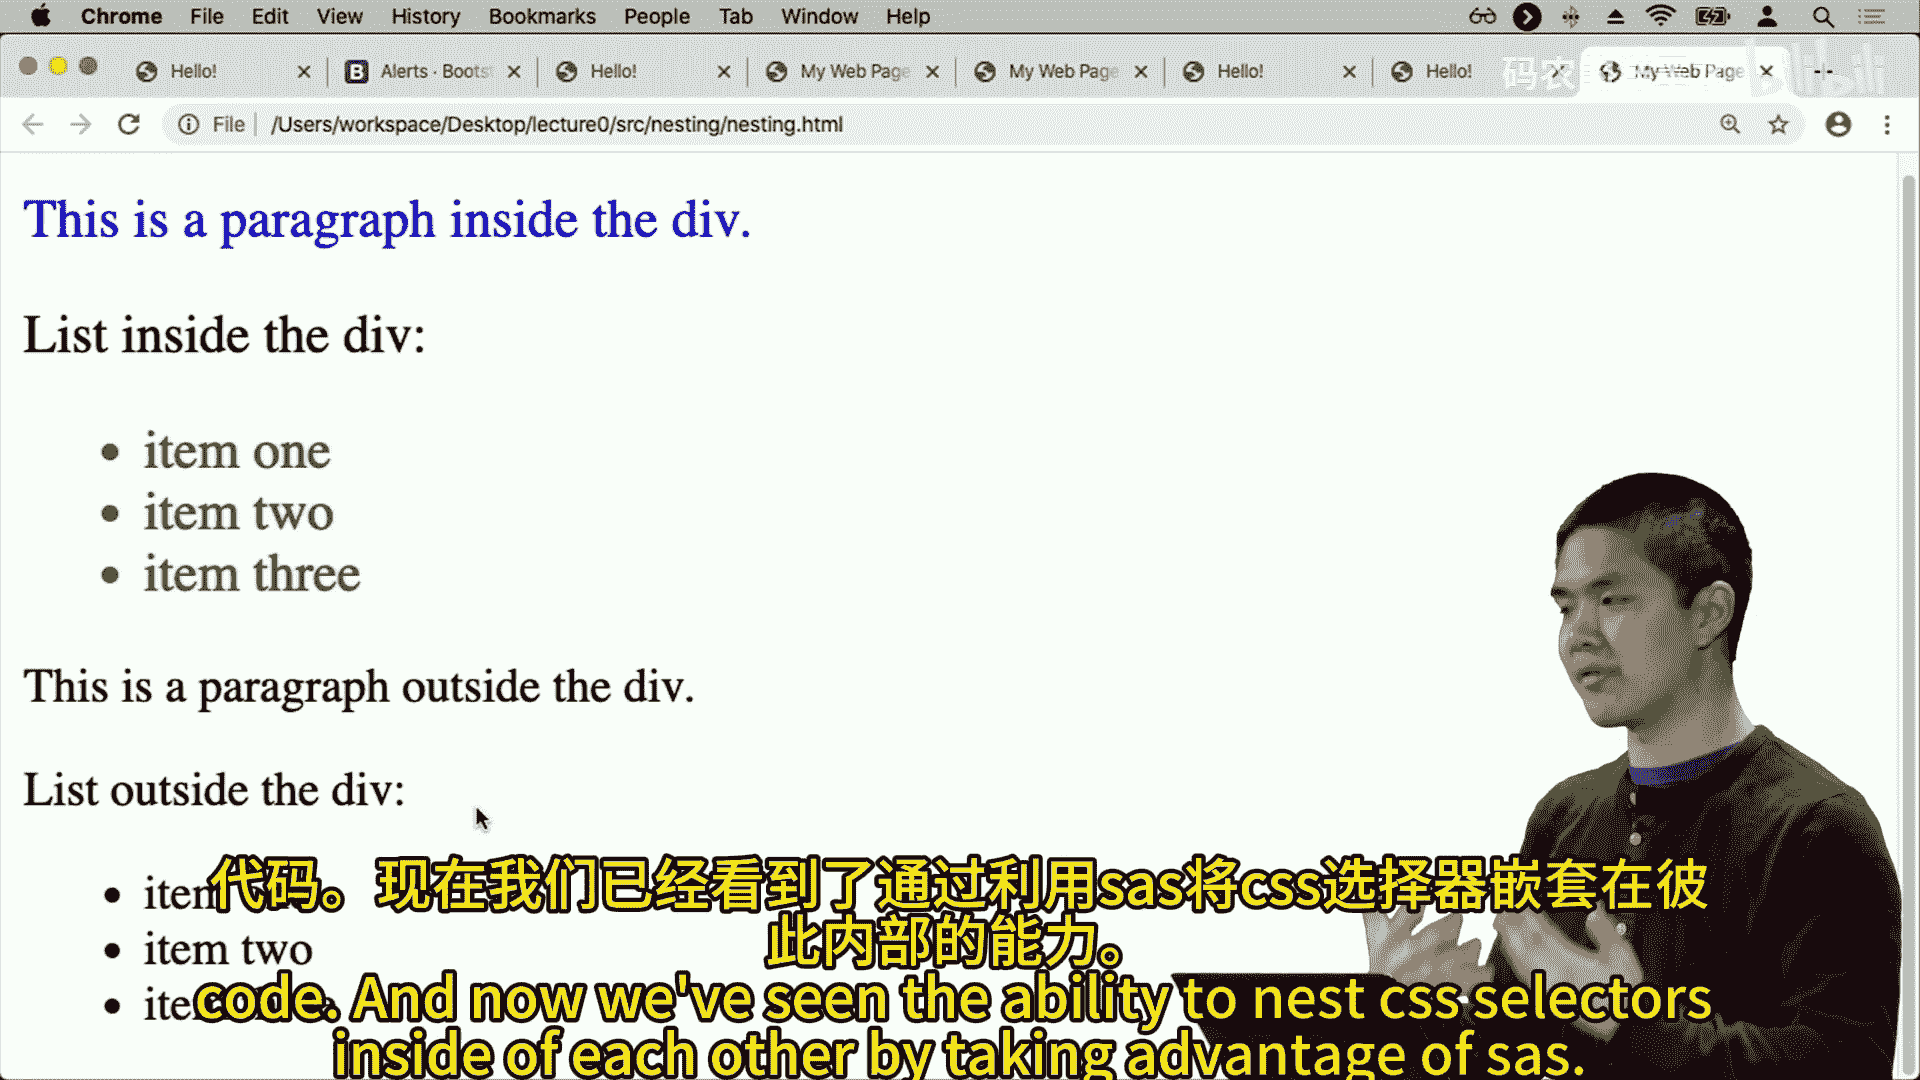 Chrome File Edit View History Bookmarks People Tab Window Help
Hello! Alerts · Boots Hello! My Web Page My Web Page Hello! Hello! My Web Page
码农 bilibili
File /Users/workspace/Desktop/lecture0/src/nesting/nesting.html
This is a paragraph inside the div.
List inside the div:
• item one
• item two
• item three
This is a paragraph outside the div.
List outside the div:
代码。现在我们已经看到了通过利用sas将css选择器嵌套在彼
• item two
此内部的能力。
code. And now we've seen the ability to nest css selectors
inside of each other by taking advantage of sas.